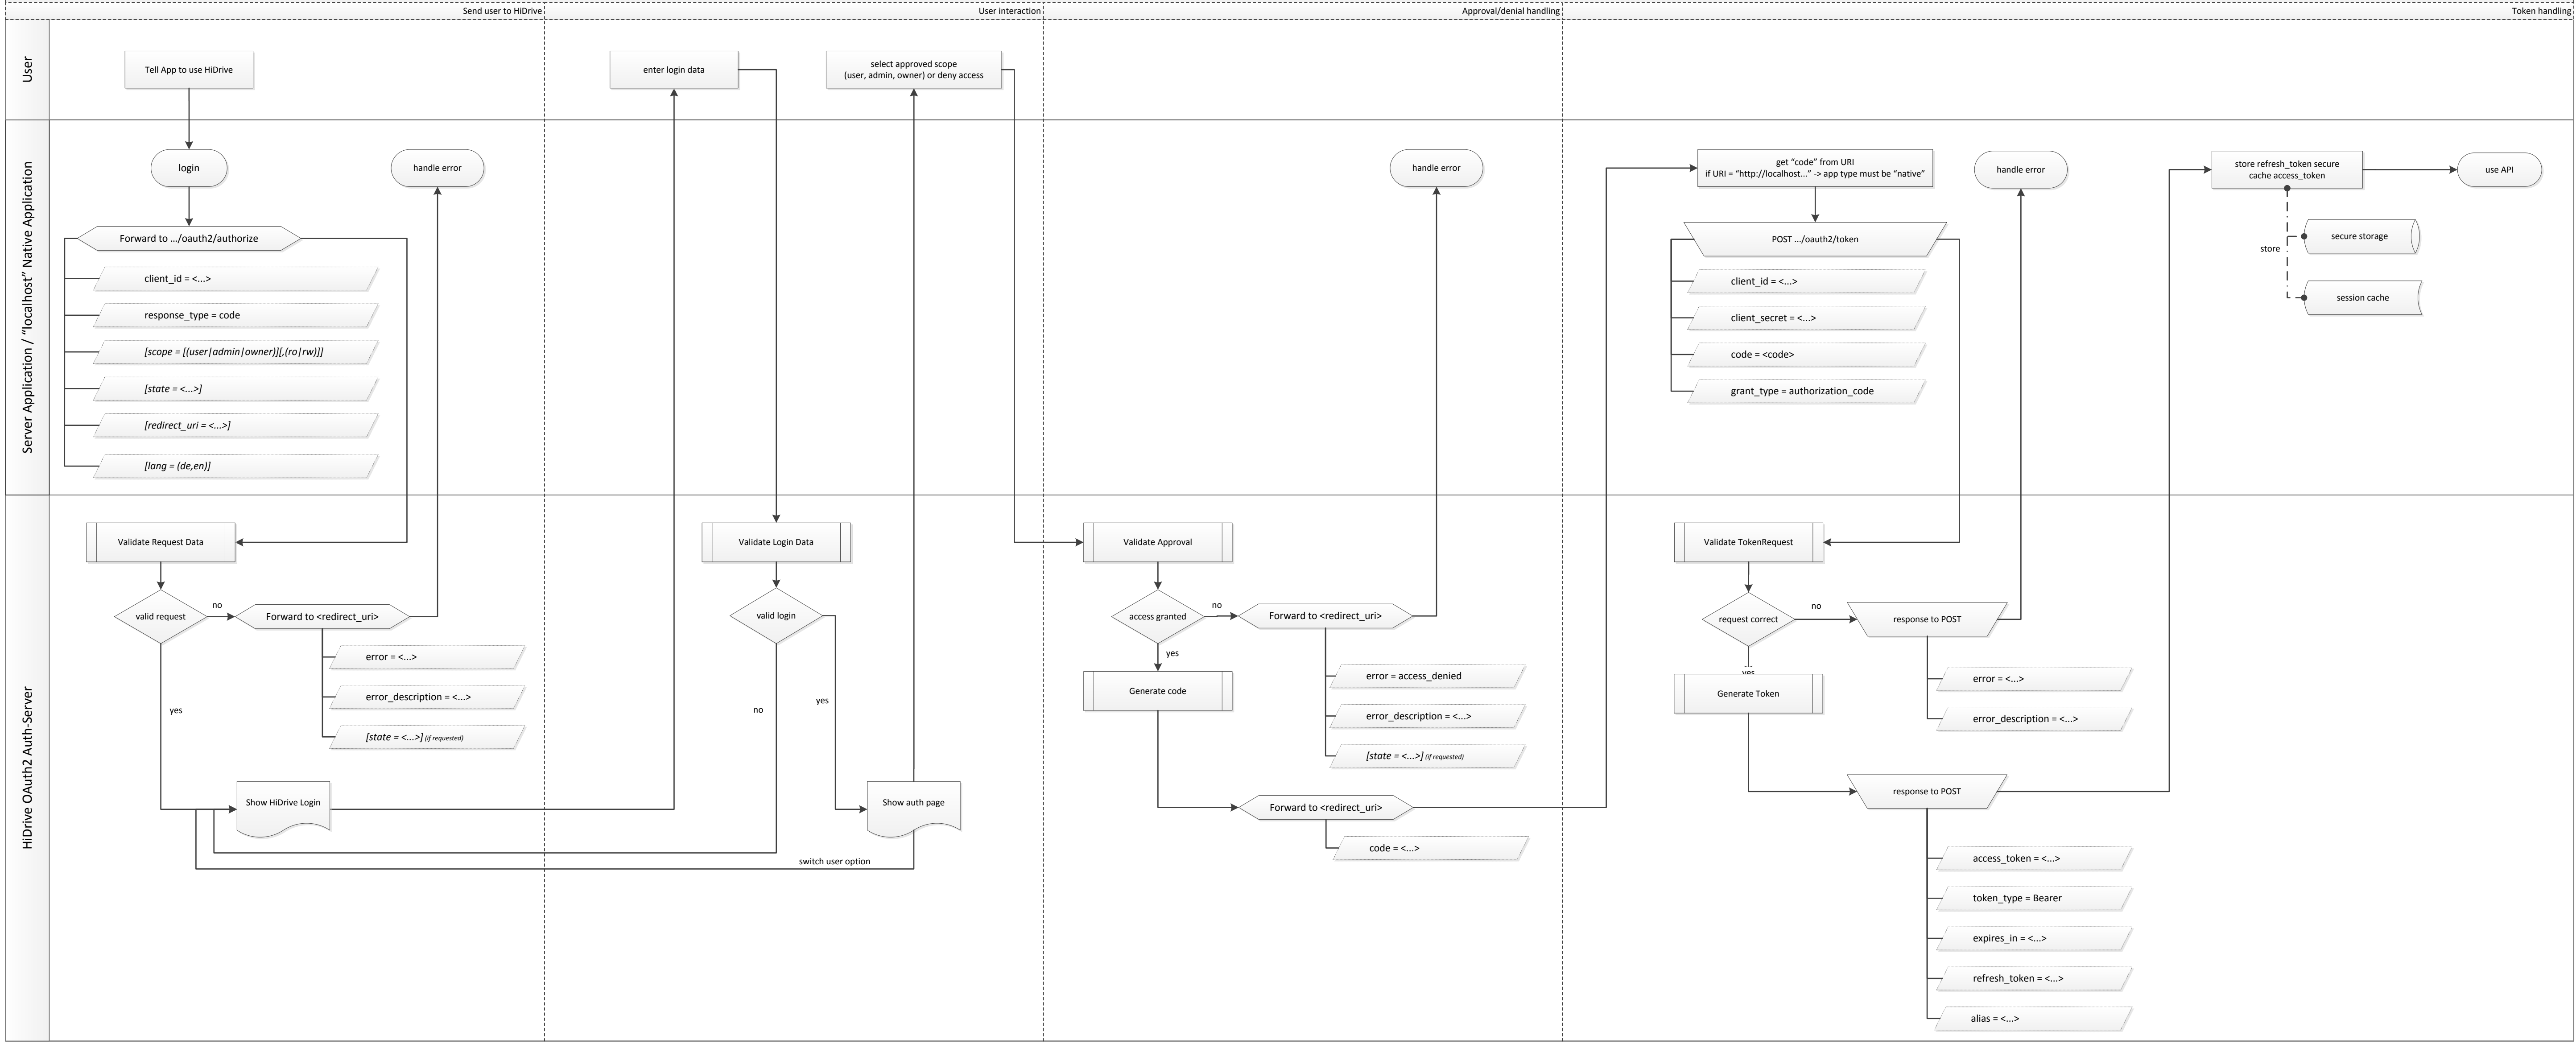 Send user to HiDrive
User interaction
Approval/denial handling
Token handling
User
Tell App to use HiDrive
enter login data
select approved scope
(user, admin, owner) or deny access
Server Application / “localhost” Native Application
login
handle error
Forward to .../oauth2/authorize
client_id = <...>
response_type = code
[scope = [(user|admin|owner)][,(ro|rw)]]
[state = <...>]
[redirect_uri = <...>]
[lang = (de,en)]
handle error
get “code” from URI
if URI = “http://localhost...” -> app type must be “native”
POST .../oauth2/token
client_id = <...>
client_secret = <...>
code = <code>
grant_type = authorization_code
handle error
store refresh_token secure
cache access_token
use API
store
secure storage
session cache
HiDrive OAuth2 Auth-Server
Validate Request Data
valid request
no
Forward to <redirect_uri>
error = <...>
error_description = <...>
[state = <...>] (if requested)
yes
Show HiDrive Login
Validate Login Data
valid login
no
yes
Show auth page
switch user option
Validate Approval
access granted
no
Forward to <redirect_uri>
error = access_denied
error_description = <...>
[state = <...>] (if requested)
yes
Generate code
Forward to <redirect_uri>
code = <...>
Validate TokenRequest
request correct
no
response to POST
error = <...>
error_description = <...>
yes
Generate Token
response to POST
access_token = <...>
token_type = Bearer
expires_in = <...>
refresh_token = <...>
alias = <...>